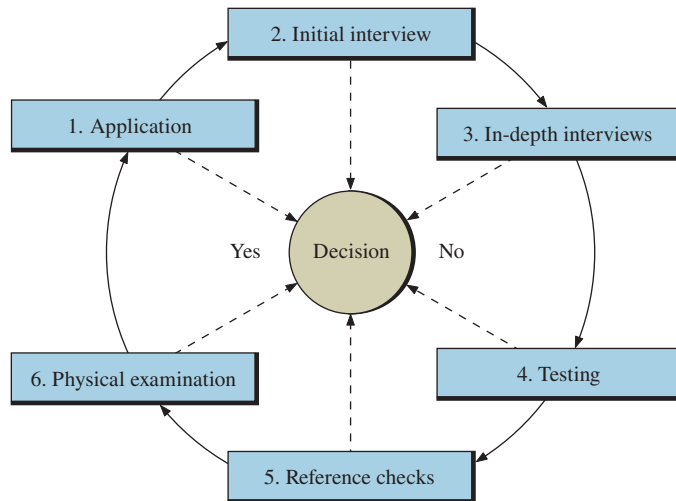 2. Initial interview
1. Application
3. In-depth interviews
Yes
Decision
No
6. Physical examination
4. Testing
5. Reference checks